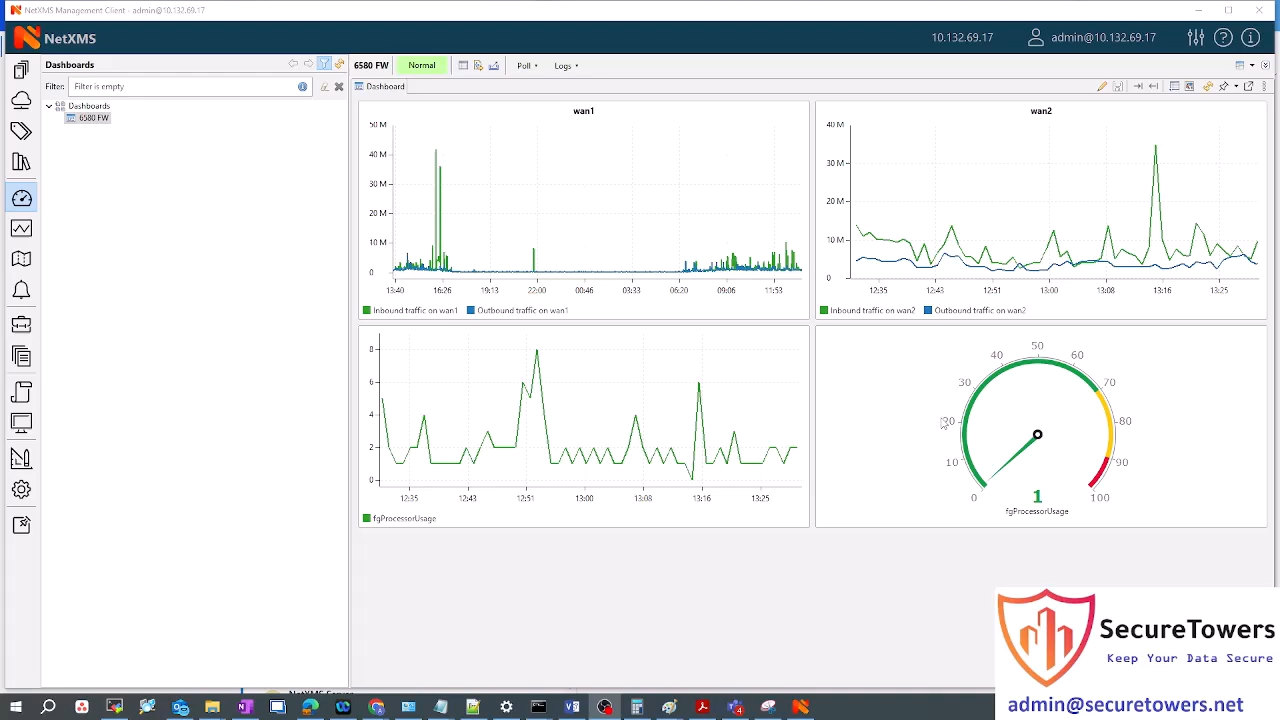 NetXMS Management Client - admin@10.132.69.17
NetXMS
10.132.69.17
admin@10.132.69.17
Dashboards
6580 FW
Normal
Poll
Logs
Filter:
Filter is empty
Dashboard
Dashboards
6580 FW
wan1
50 M
40 M
30 M
20 M
10 M
0
13:40 16:26 19:13 22:00 00:46 03:33 06:20 09:06 11:53
Inbound traffic on wan1 Outbound traffic on wan1
wan2
40 M
30 M
20 M
10 M
0
12:35 12:43 12:51 13:00 13:08 13:16 13:25
Inbound traffic on wan2 Outbound traffic on wan2
8
6
4
2
0
12:35 12:43 12:51 13:00 13:08 13:16 13:25
fgProcessorUsage
0 10 20 30 40 50 60 70 80 90 100
1
fgProcessorUsage
SecureTowers
Keep Your Data Secure
admin@securetowers.net